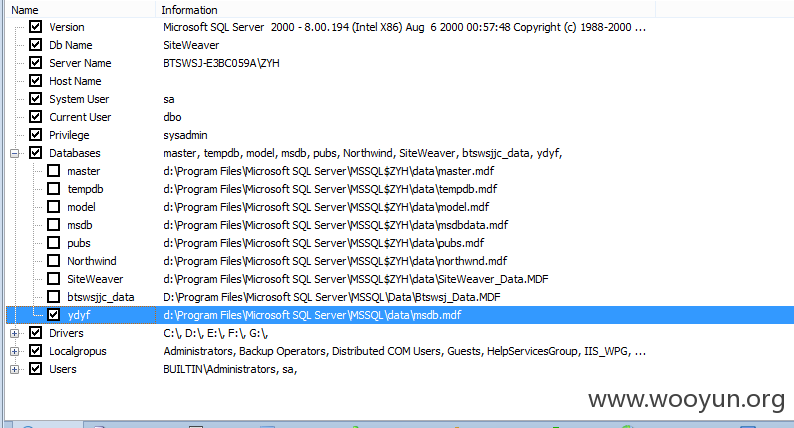 Name Information
Version Microsoft SQL Server 2000 - 8.00.194 (Intel X86) Aug 6 2000 00:57:48 Copyright (c) 1988-2000 ...
Db Name SiteWeaver
Server Name BTSWSJ-E3BC059A\ZYH
Host Name
System User sa
Current User dbo
Privilege sysadmin
Databases master, tempdb, model, msdb, pubs, Northwind, SiteWeaver, btswsjjc_data, ydyf,
master d:\Program Files\Microsoft SQL Server\MSSQL$ZYH\data\master.mdf
tempdb d:\Program Files\Microsoft SQL Server\MSSQL$ZYH\data\tempdb.mdf
model d:\Program Files\Microsoft SQL Server\MSSQL$ZYH\data\model.mdf
msdb d:\Program Files\Microsoft SQL Server\MSSQL$ZYH\data\msdbdata.mdf
pubs d:\Program Files\Microsoft SQL Server\MSSQL$ZYH\data\pubs.mdf
Northwind d:\Program Files\Microsoft SQL Server\MSSQL$ZYH\data\northwnd.mdf
SiteWeaver d:\Program Files\Microsoft SQL Server\MSSQL$ZYH\data\SiteWeaver_Data.MDF
btswsjjc_data D:\Program Files\Microsoft SQL Server\MSSQL\Data\Btswsj_Data.MDF
ydyf d:\Program Files\Microsoft SQL Server\MSSQL\data\msdb.mdf
Drivers C:\, D:\, E:\, F:\, G:\,
Localgropus Administrators, Backup Operators, Distributed COM Users, Guests, HelpServicesGroup, IIS_WPG, ...
Users BUILTIN\Administrators, sa,
www.wooyun.org